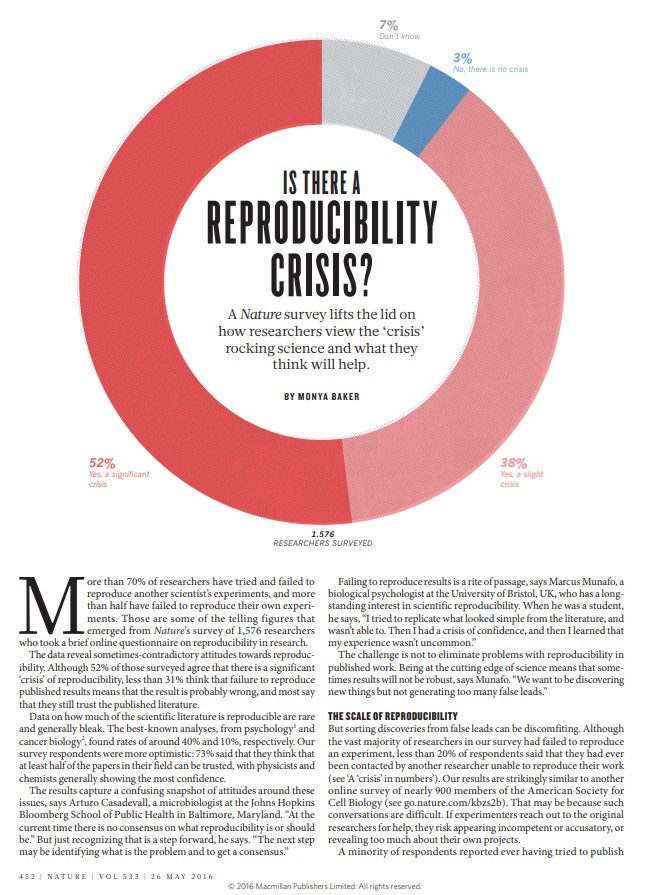 7%
Don't know
3%
No, there is no crisis
IS THERE A
REPRODUCIBILITY
CRISIS?
A Nature survey lifts the lid on
how researchers view the ‘crisis’
rocking science and what they
think will help.
BY MONYA BAKER
52%
Yes, a significant
crisis
38%
Yes, a slight
crisis
1,576
RESEARCHERS SURVEYED
More than 70% of researchers have tried and failed to
reproduce another scientist's experiments, and more
than half have failed to reproduce their own experi-
ments. Those are some of the telling figures that
emerged from Nature's survey of 1,576 researchers
who took a brief online questionnaire on reproducibility in research.
The data reveal sometimes-contradictory attitudes towards reproduc-
ibility. Although 52% of those surveyed agree that there is a significant
‘crisis’ of reproducibility, less than 31% think that failure to reproduce
published results means that the result is probably wrong, and most say
that they still trust the published literature.
Data on how much of the scientific literature is reproducible are rare
and generally bleak. The best-known analyses, from psychology¹ and
cancer biology², found rates of around 40% and 10%, respectively. Our
survey respondents were more optimistic: 73% said that they think that
at least half of the papers in their field can be trusted, with physicists and
chemists generally showing the most confidence.
The results capture a confusing snapshot of attitudes around these
issues, says Arturo Casadevall, a microbiologist at the Johns Hopkins
Bloomberg School of Public Health in Baltimore, Maryland. “At the
current time there is no consensus on what reproducibility is or should
be.” But just recognizing that is a step forward, he says. “The next step
may be identifying what is the problem and to get a consensus.”
Failing to reproduce results is a rite of passage, says Marcus Munafo, a
biological psychologist at the University of Bristol, UK, who has a long-
standing interest in scientific reproducibility. When he was a student,
he says, “I tried to replicate what looked simple from the literature, and
wasn't able to. Then I had a crisis of confidence, and then I learned that
my experience wasn't uncommon.”
The challenge is not to eliminate problems with reproducibility in
published work. Being at the cutting edge of science means that some-
times results will not be robust, says Munafo. “We want to be discovering
new things but not generating too many false leads.”
THE SCALE OF REPRODUCIBILITY
But sorting discoveries from false leads can be discomfiting. Although
the vast majority of researchers in our survey had failed to reproduce
an experiment, less than 20% of respondents said that they had ever
been contacted by another researcher unable to reproduce their work
(see ‘A ‘crisis’ in numbers’). Our results are strikingly similar to another
online survey of nearly 900 members of the American Society for
Cell Biology (see go.nature.com/kbzs2b). That may be because such
conversations are difficult. If experimenters reach out to the original
researchers for help, they risk appearing incompetent or accusatory, or
revealing too much about their own projects.
A minority of respondents reported ever having tried to publish
452 | NATURE | VOL 533 | 26 MAY 2016
© 2016 Macmillan Publishers Limited. All rights reserved.